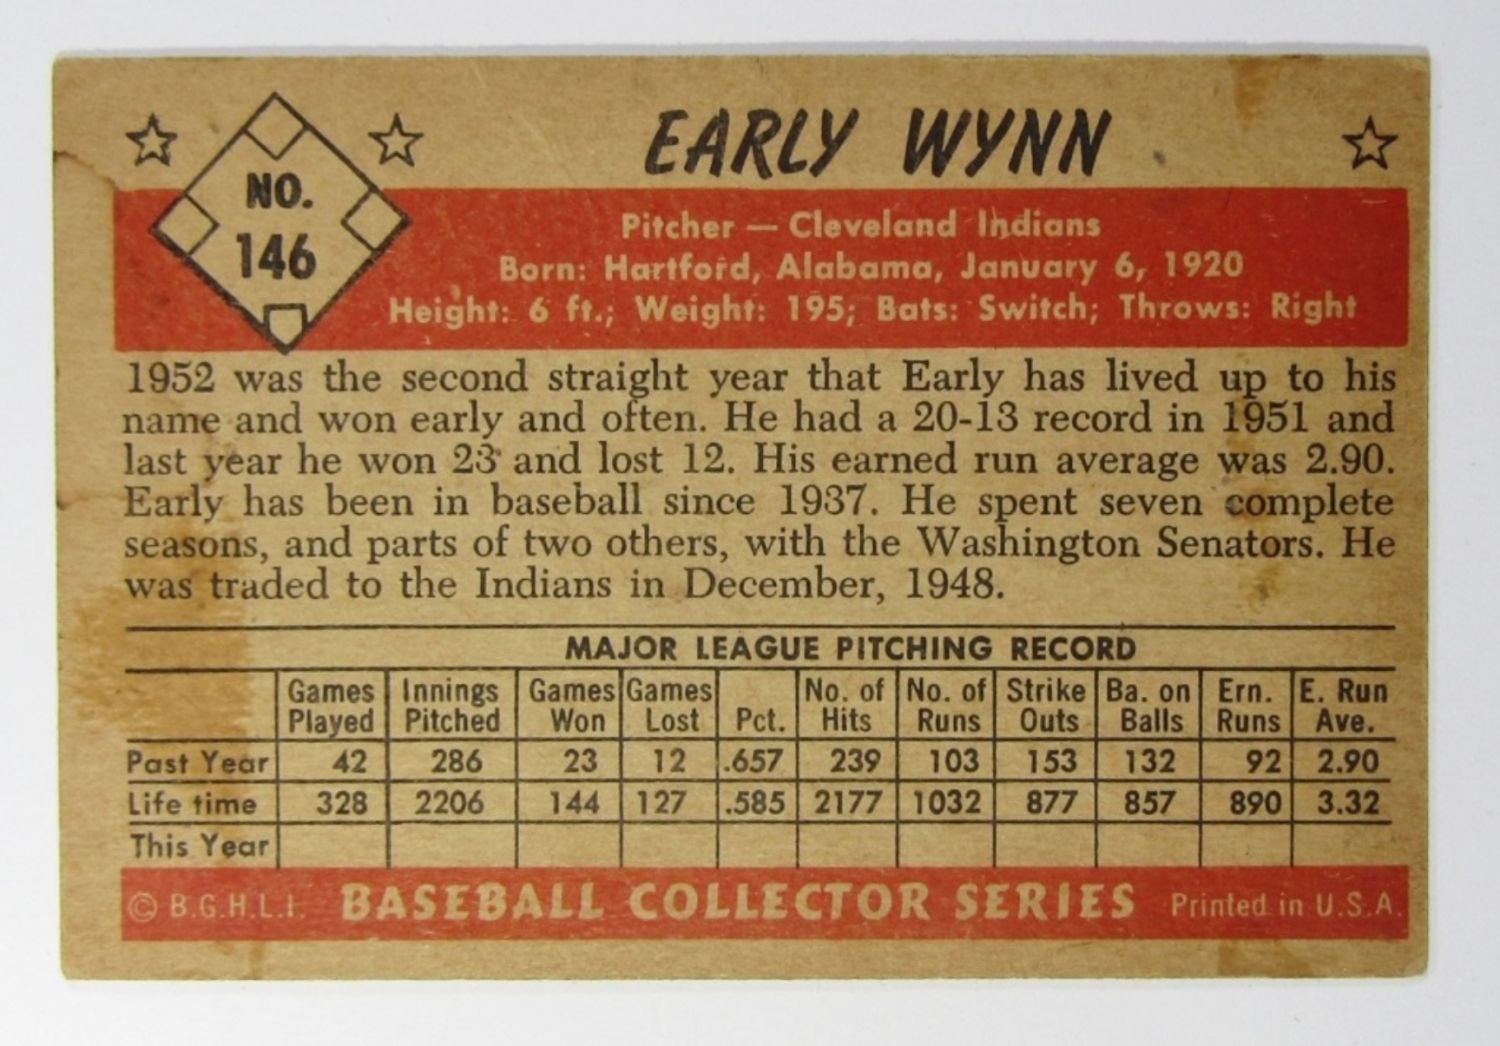 EARLY WYNN
NO.
146
Pitcher — Cleveland Indians
Born: Hartford, Alabama, January 6, 1920
Height: 6 ft.; Weight: 195; Bats: Switch; Throws: Right
1952 was the second straight year that Early has lived up to his
name and won early and often. He had a 20-13 record in 1951 and
last year he won 23 and lost 12. His earned run average was 2.90.
Early has been in baseball since 1937. He spent seven complete
seasons, and parts of two others, with the Washington Senators. He
was traded to the Indians in December, 1948.
MAJOR LEAGUE PITCHING RECORD
Games Innings Games Games No. of No. of Strike Ba. on Ern. E. Run
Played Pitched Won Lost Pct. Hits Runs Outs Balls Runs Ave.
Past Year 42 286 23 12 .657 239 103 153 132 92 2.90
Life time 328 2206 144 127 .585 2177 1032 877 857 890 3.32
This Year
© B.G.H.L.I. BASEBALL COLLECTOR SERIES Printed in U.S.A.